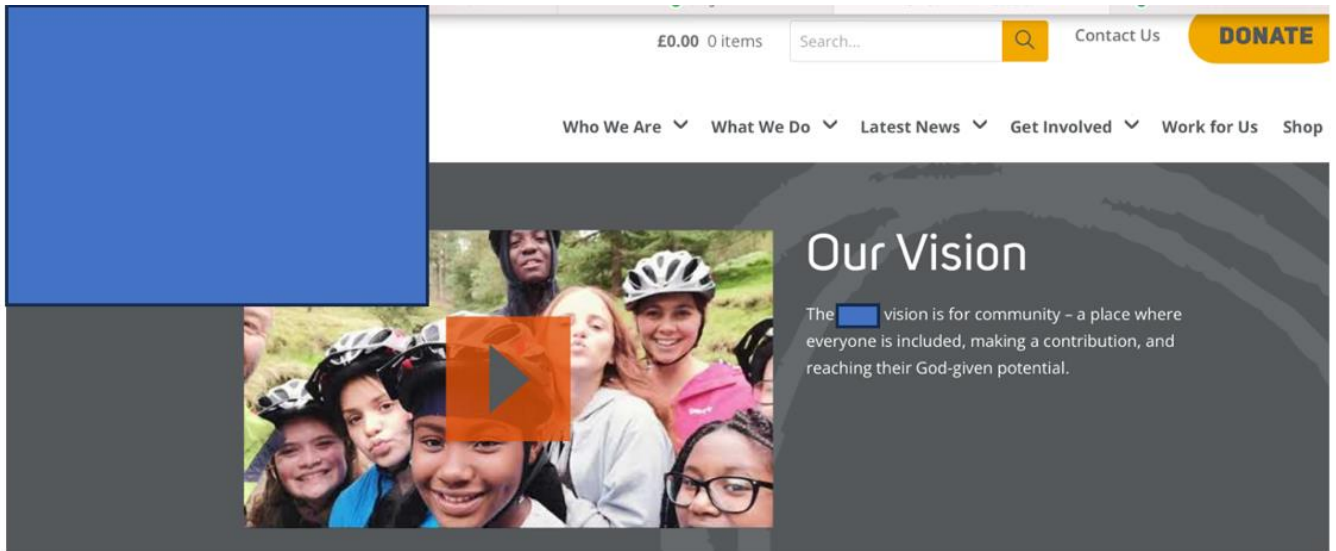 £0.00 0 items Search... Contact Us DONATE
Who We Are What We Do Latest News Get Involved Work for Us Shop
Our Vision
The vision is for community – a place where
everyone is included, making a contribution, and
reaching their God-given potential.